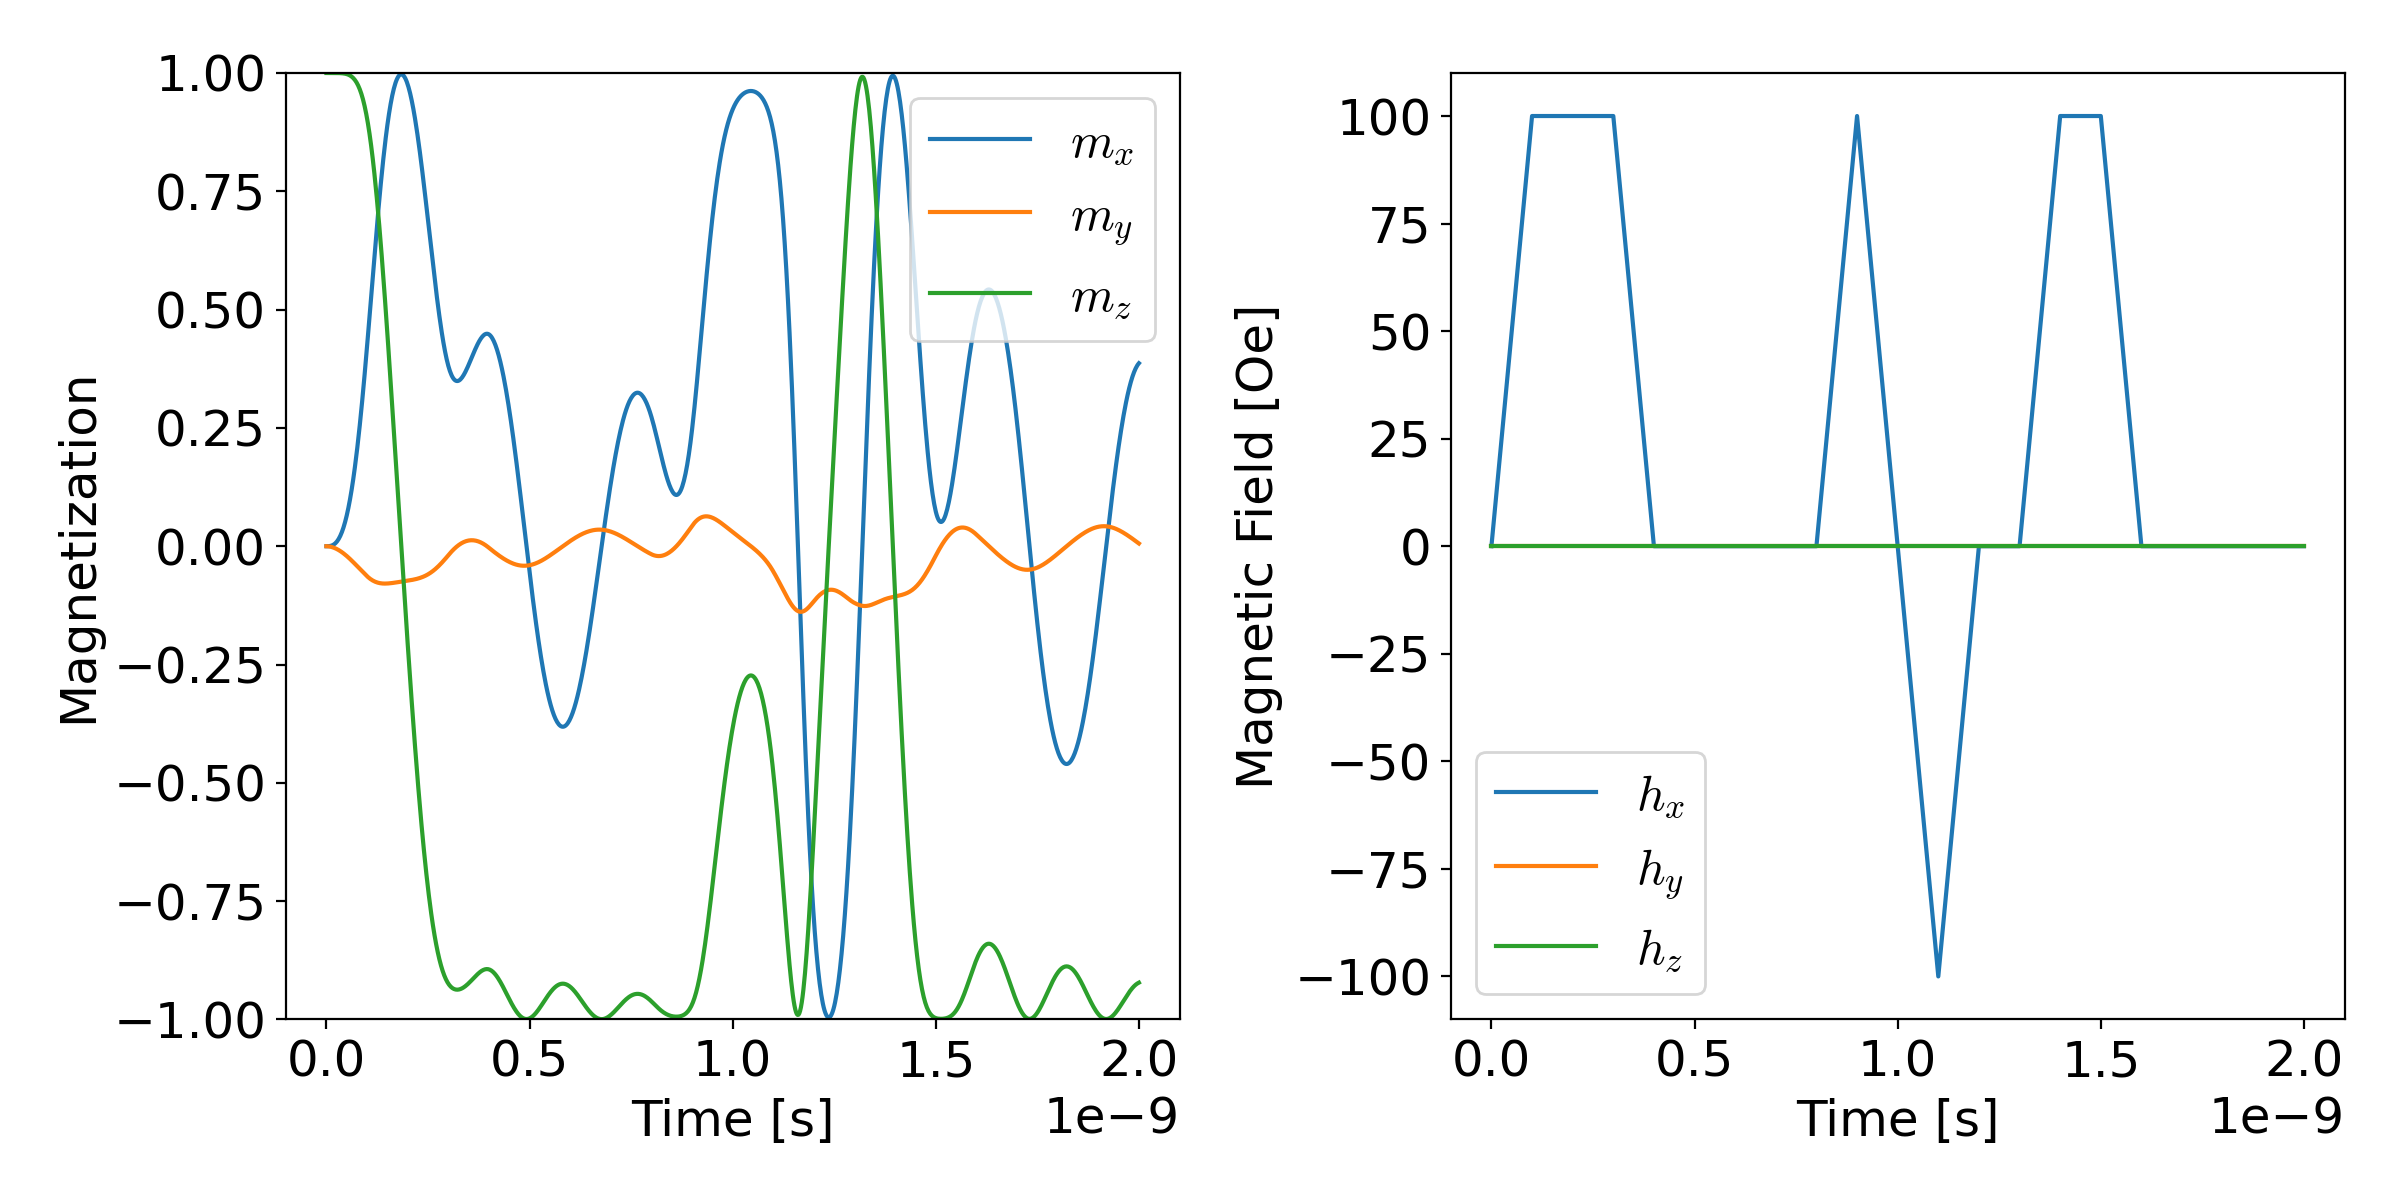 Magnetization
1.00
0.75
0.50
0.25
0.00
−0.25
−0.50
−0.75
−1.00
m_x
m_y
m_z
0.0 0.5 1.0 1.5 2.0
Time [s]
1e−9
Magnetic Field [Oe]
100
75
50
25
0
−25
−50
−75
−100
h_x
h_y
h_z
0.0 0.5 1.0 1.5 2.0
Time [s]
1e−9